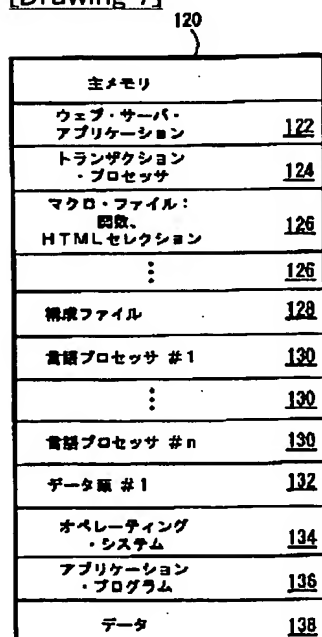 [Drawing 7]
120
主メモリ
ウェブ・サーバ・
アプリケーション 122
トランザクション
・プロセッサ 124
マクロ・ファイル:
関数、
HTMLセレクション 126
⋮ 126
構成ファイル 128
言語プロセッサ #1 130
⋮ 130
言語プロセッサ #n 130
データ源 #1 132
オペレーティング
・システム 134
アプリケーション
・プログラム 136
データ 138